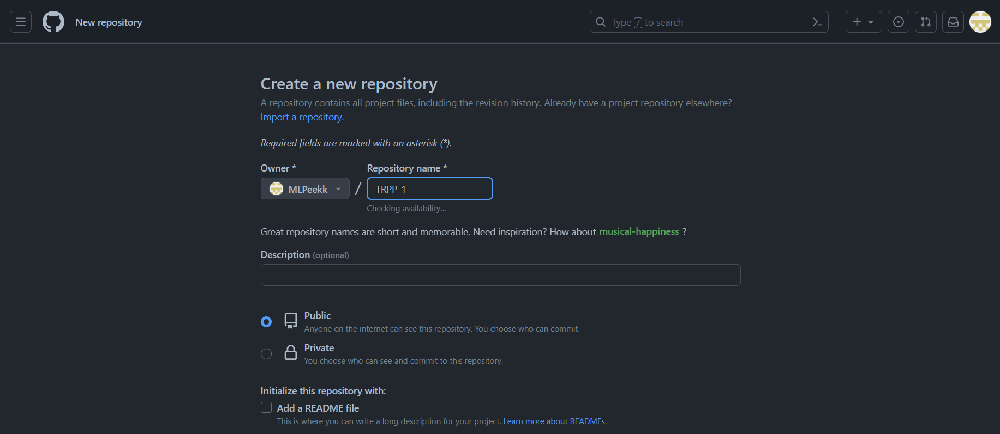 New repository
Type / to search
Create a new repository
A repository contains all project files, including the revision history. Already have a project repository elsewhere?
Import a repository.
Required fields are marked with an asterisk (*).
Owner * Repository name *
MLPeekk / TRPP_1
Checking availability...
Great repository names are short and memorable. Need inspiration? How about musical-happiness ?
Description (optional)
Public
Anyone on the internet can see this repository. You choose who can commit.
Private
You choose who can see and commit to this repository.
Initialize this repository with:
Add a README file
This is where you can write a long description for your project. Learn more about READMEs.